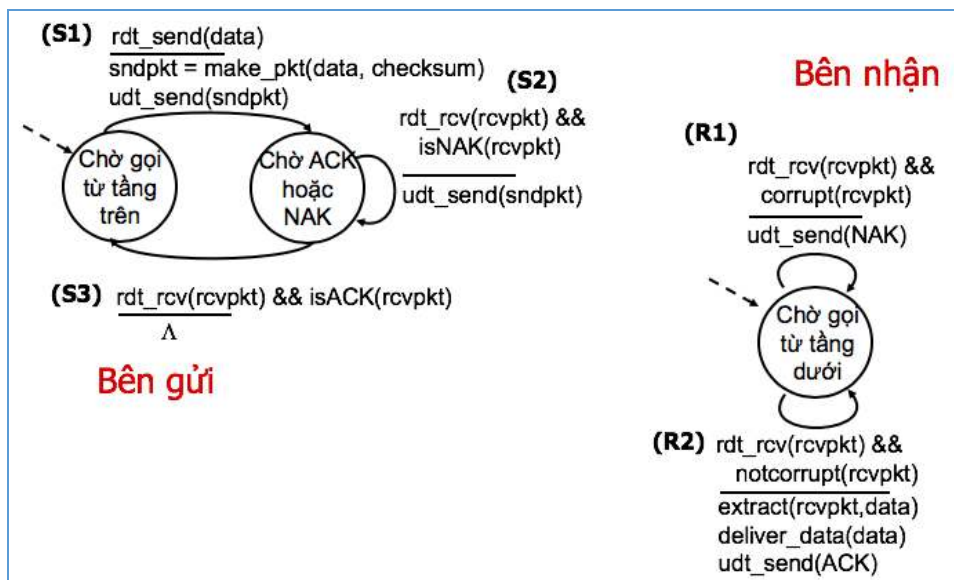 (S1) rdt_send(data)
sndpkt = make_pkt(data, checksum)
udt_send(sndpkt)
(S2)
rdt_rcv(rcvpkt) &&
isNAK(rcvpkt)
udt_send(sndpkt)
Chờ gọi
từ tầng
trên
Chờ ACK
hoặc
NAK
(S3) rdt_rcv(rcvpkt) && isACK(rcvpkt)
Λ
Bên gửi
Bên nhận
(R1)
rdt_rcv(rcvpkt) &&
corrupt(rcvpkt)
udt_send(NAK)
Chờ gọi
từ tầng
dưới
(R2) rdt_rcv(rcvpkt) &&
notcorrupt(rcvpkt)
extract(rcvpkt,data)
deliver_data(data)
udt_send(ACK)